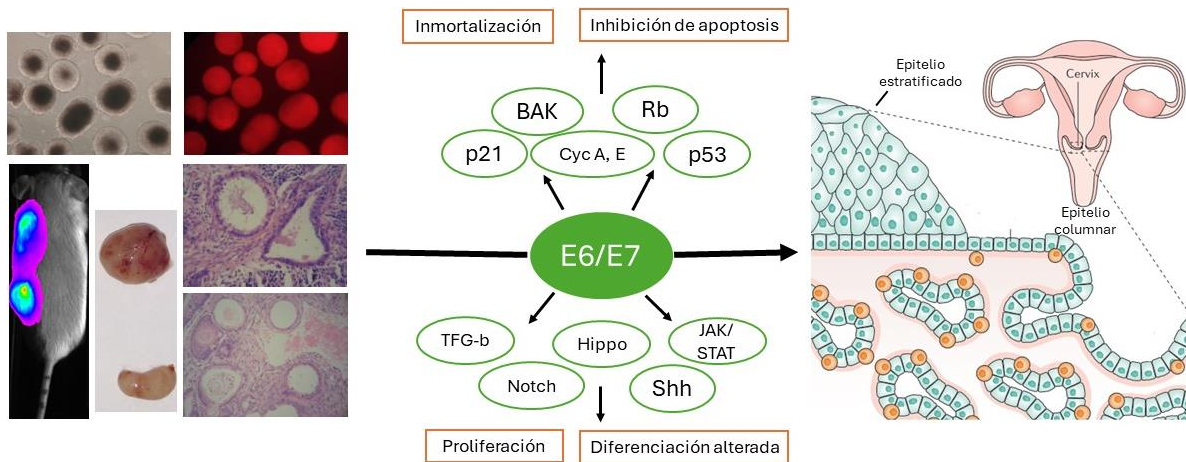 Inmortalización
Inhibición de apoptosis
BAK
Rb
p21
Cyc A, E
p53
E6/E7
TFG-b
Hippo
JAK/
STAT
Notch
Shh
Proliferación
Diferenciación alterada
Epitelio
estratificado
Cervix
Epitelio
columnar